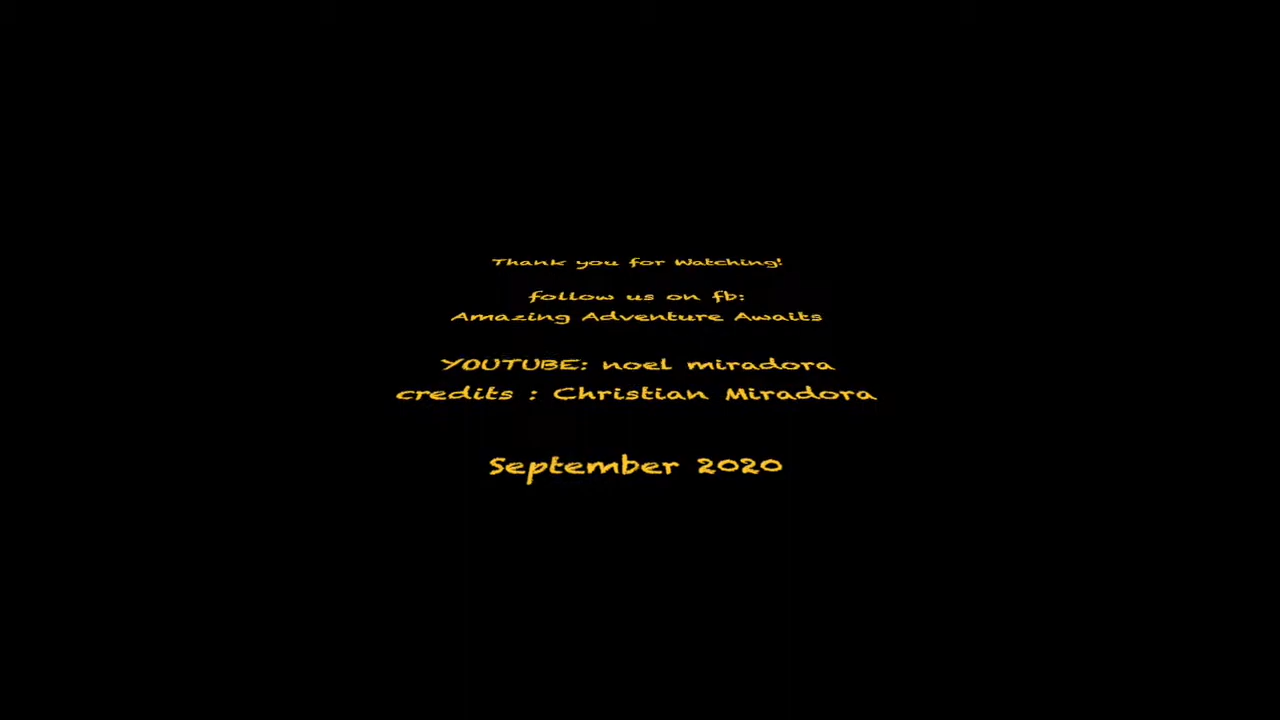 Thank you for Watching!
follow us on fb:
Amazing Adventure Awaits
YOUTUBE: noel miradora
credits : Christian Miradora
September 2020